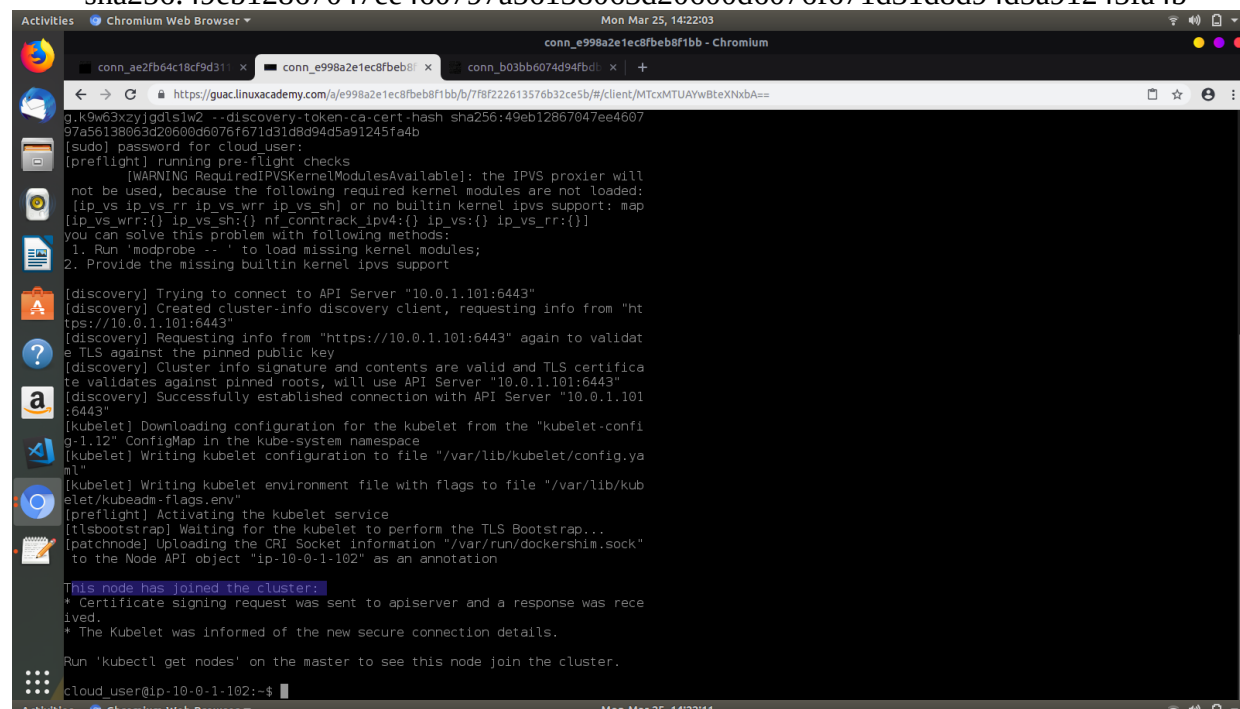 sha256:49eb12867047ee460797a56138063d20600d6076f671d31d8d94d5a91245fa4b
Activities Chromium Web Browser ▾ Mon Mar 25, 14:22:03
conn_e998a2e1ec8fbeb8f1bb - Chromium
conn_ae2fb64c18cf9d311 × conn_e998a2e1ec8fbeb8f × conn_b03bb6074d94fbdb × +
https://guac.linuxacademy.com/a/e998a2e1ec8fbeb8f1bb/b/7f8f222613576b32ce5b/#/client/MTcxMTUAYwBteXNxbA==
g.k9w63xzyjgdls1w2 --discovery-token-ca-cert-hash sha256:49eb12867047ee4607
97a56138063d20600d6076f671d31d8d94d5a91245fa4b
[sudo] password for cloud_user:
[preflight] running pre-flight checks
[WARNING RequiredIPVSKernelModulesAvailable]: the IPVS proxier will
not be used, because the following required kernel modules are not loaded:
[ip_vs ip_vs_rr ip_vs_wrr ip_vs_sh] or no builtin kernel ipvs support: map
[ip_vs_wrr:{} ip_vs_sh:{} nf_conntrack_ipv4:{} ip_vs:{} ip_vs_rr:{}]
you can solve this problem with following methods:
1. Run 'modprobe -- ' to load missing kernel modules;
2. Provide the missing builtin kernel ipvs support
[discovery] Trying to connect to API Server "10.0.1.101:6443"
[discovery] Created cluster-info discovery client, requesting info from "ht
tps://10.0.1.101:6443"
[discovery] Requesting info from "https://10.0.1.101:6443" again to validat
e TLS against the pinned public key
[discovery] Cluster info signature and contents are valid and TLS certifica
te validates against pinned roots, will use API Server "10.0.1.101:6443"
[discovery] Successfully established connection with API Server "10.0.1.101
:6443"
[kubelet] Downloading configuration for the kubelet from the "kubelet-confi
g-1.12" ConfigMap in the kube-system namespace
[kubelet] Writing kubelet configuration to file "/var/lib/kubelet/config.ya
ml"
[kubelet] Writing kubelet environment file with flags to file "/var/lib/kub
elet/kubeadm-flags.env"
[preflight] Activating the kubelet service
[tlsbootstrap] Waiting for the kubelet to perform the TLS Bootstrap...
[patchnode] Uploading the CRI Socket information "/var/run/dockershim.sock"
to the Node API object "ip-10-0-1-102" as an annotation
This node has joined the cluster:
* Certificate signing request was sent to apiserver and a response was rece
ived.
* The Kubelet was informed of the new secure connection details.
Run 'kubectl get nodes' on the master to see this node join the cluster.
cloud_user@ip-10-0-1-102:~$